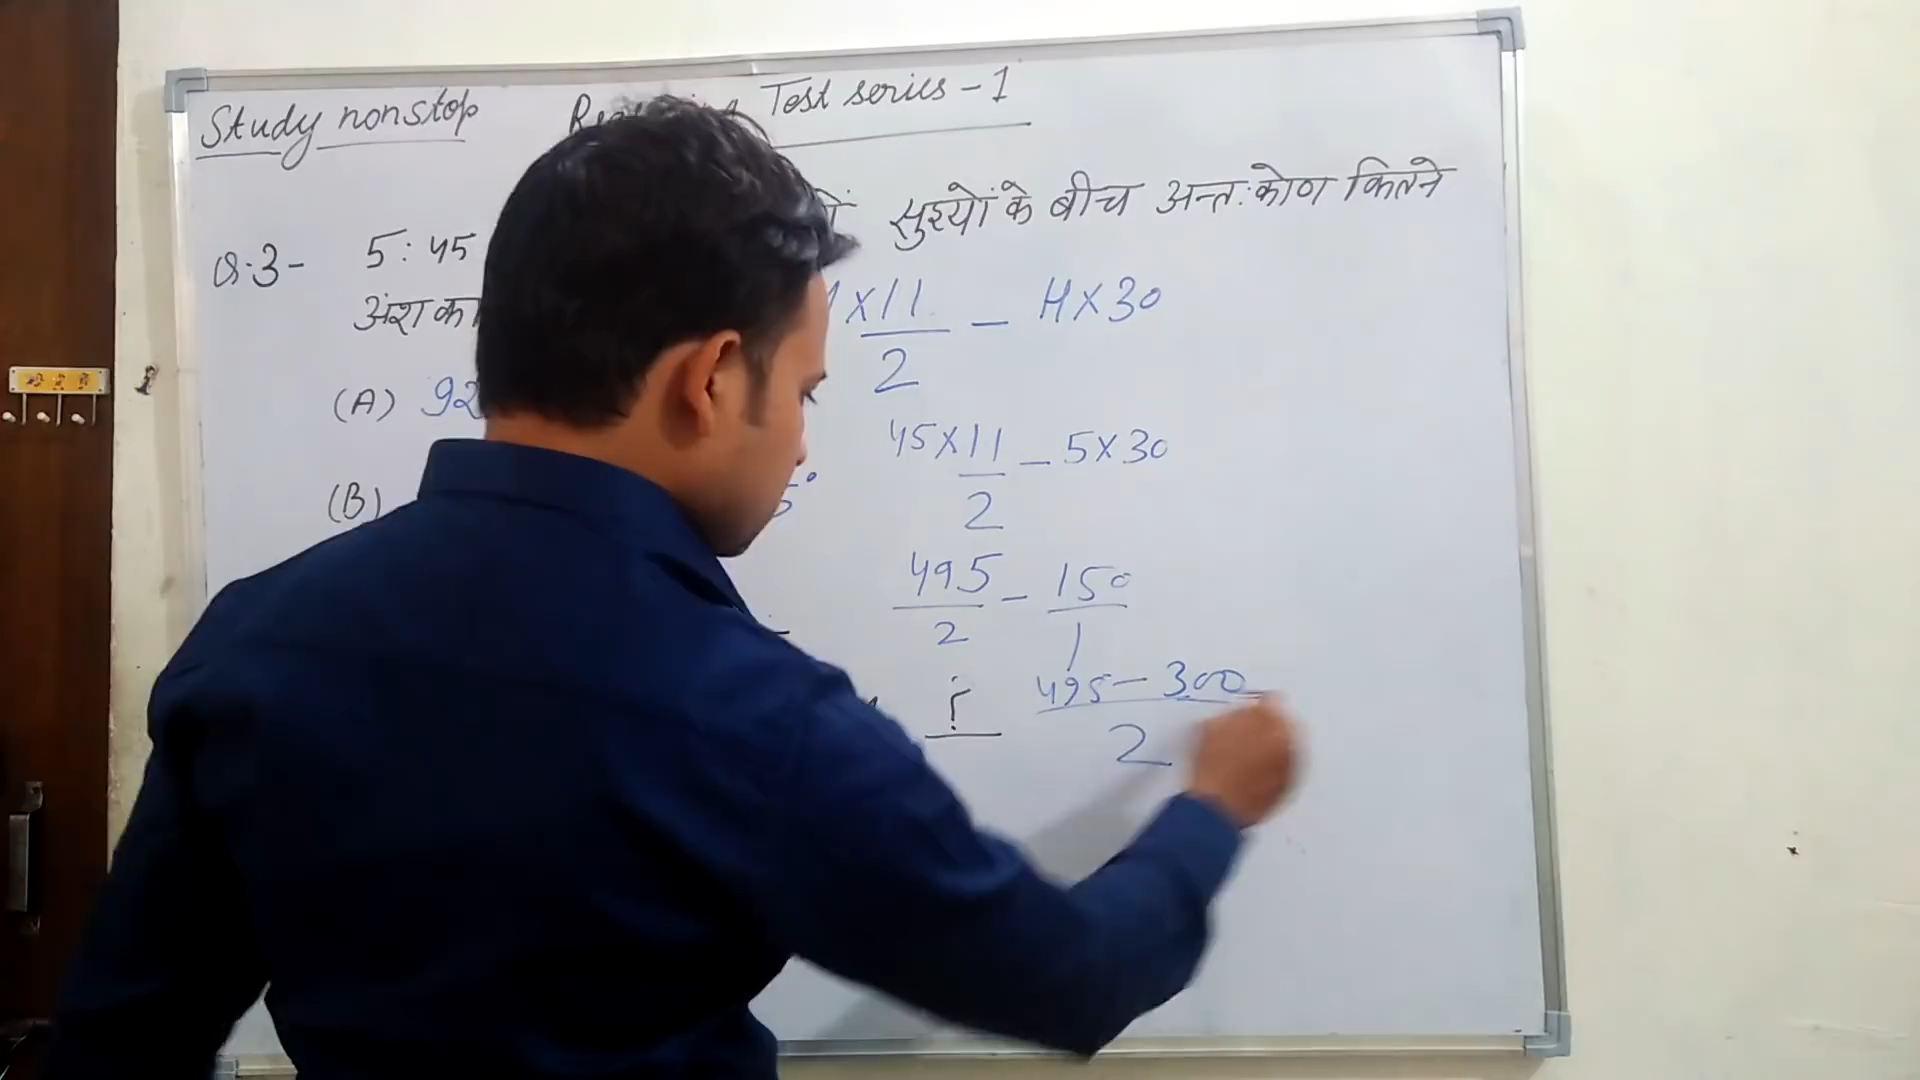 Study nonstop Test series - 1
Q.3- 5:45 सुइयों के बीच अन्त:कोण कितने
अंश का
×11/2 - H×30
(A) 92
45×11/2 - 5×30
(B) 5°
495/2 - 150/1
?
495-300/2